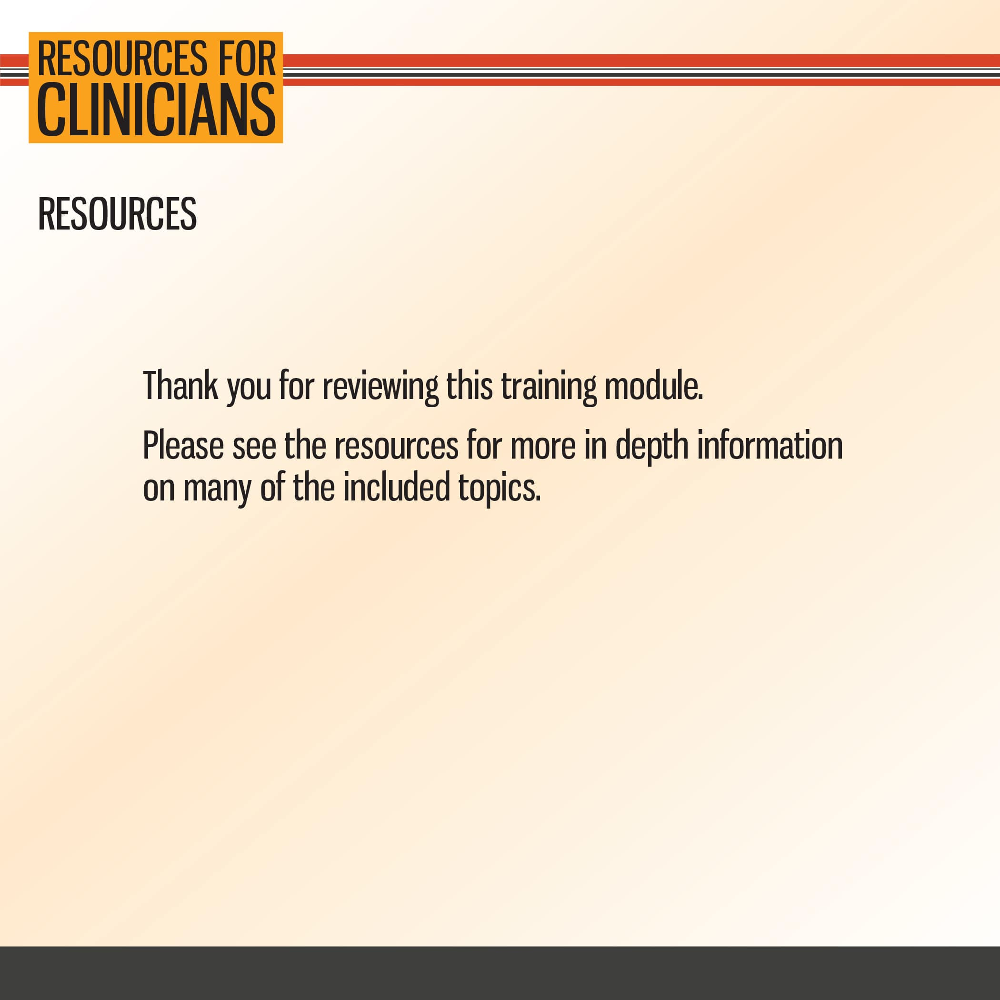 RESOURCES FOR
CLINICIANS
RESOURCES
Thank you for reviewing this training module.
Please see the resources for more in depth information
on many of the included topics.